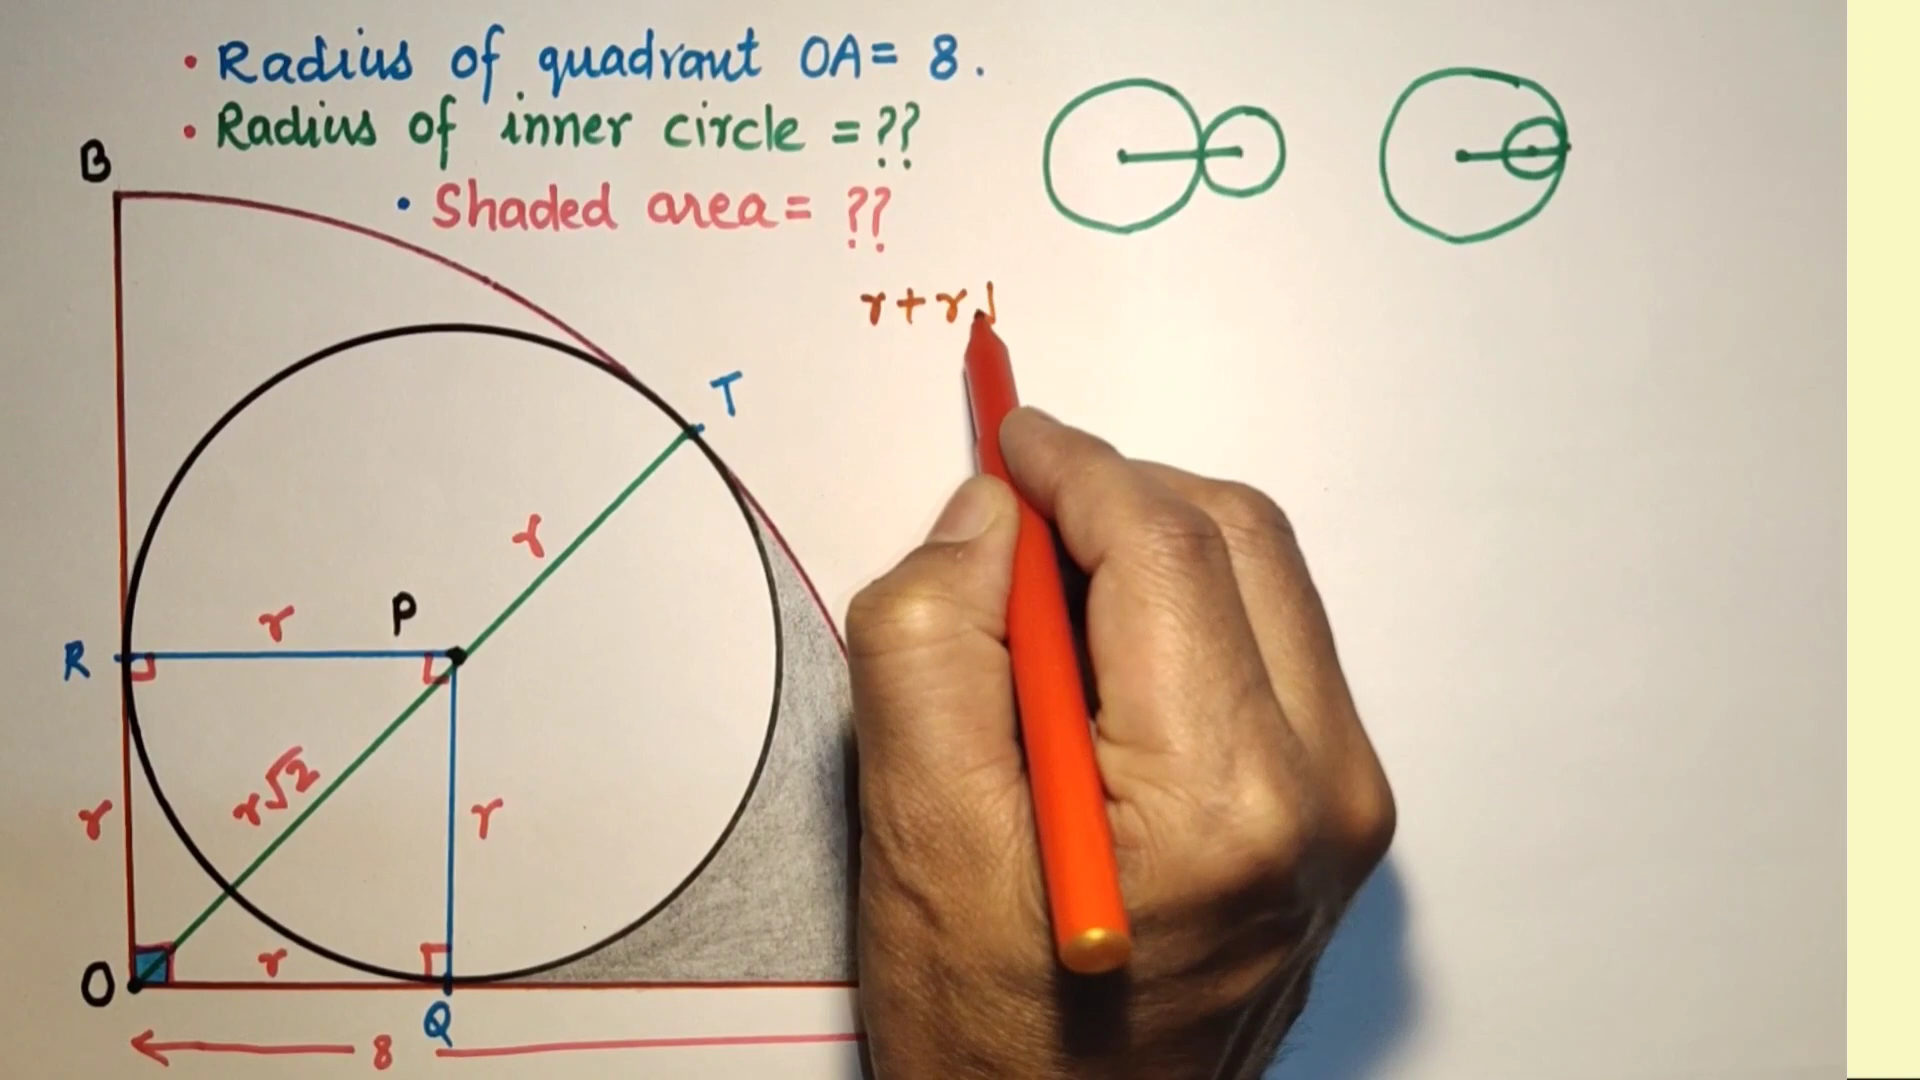 • Radius of quadrant OA = 8.
• Radius of inner circle = ??
• Shaded area = ??
B
r + r√
T
r
P
r
R
r√2
r
r
O
r
Q
8